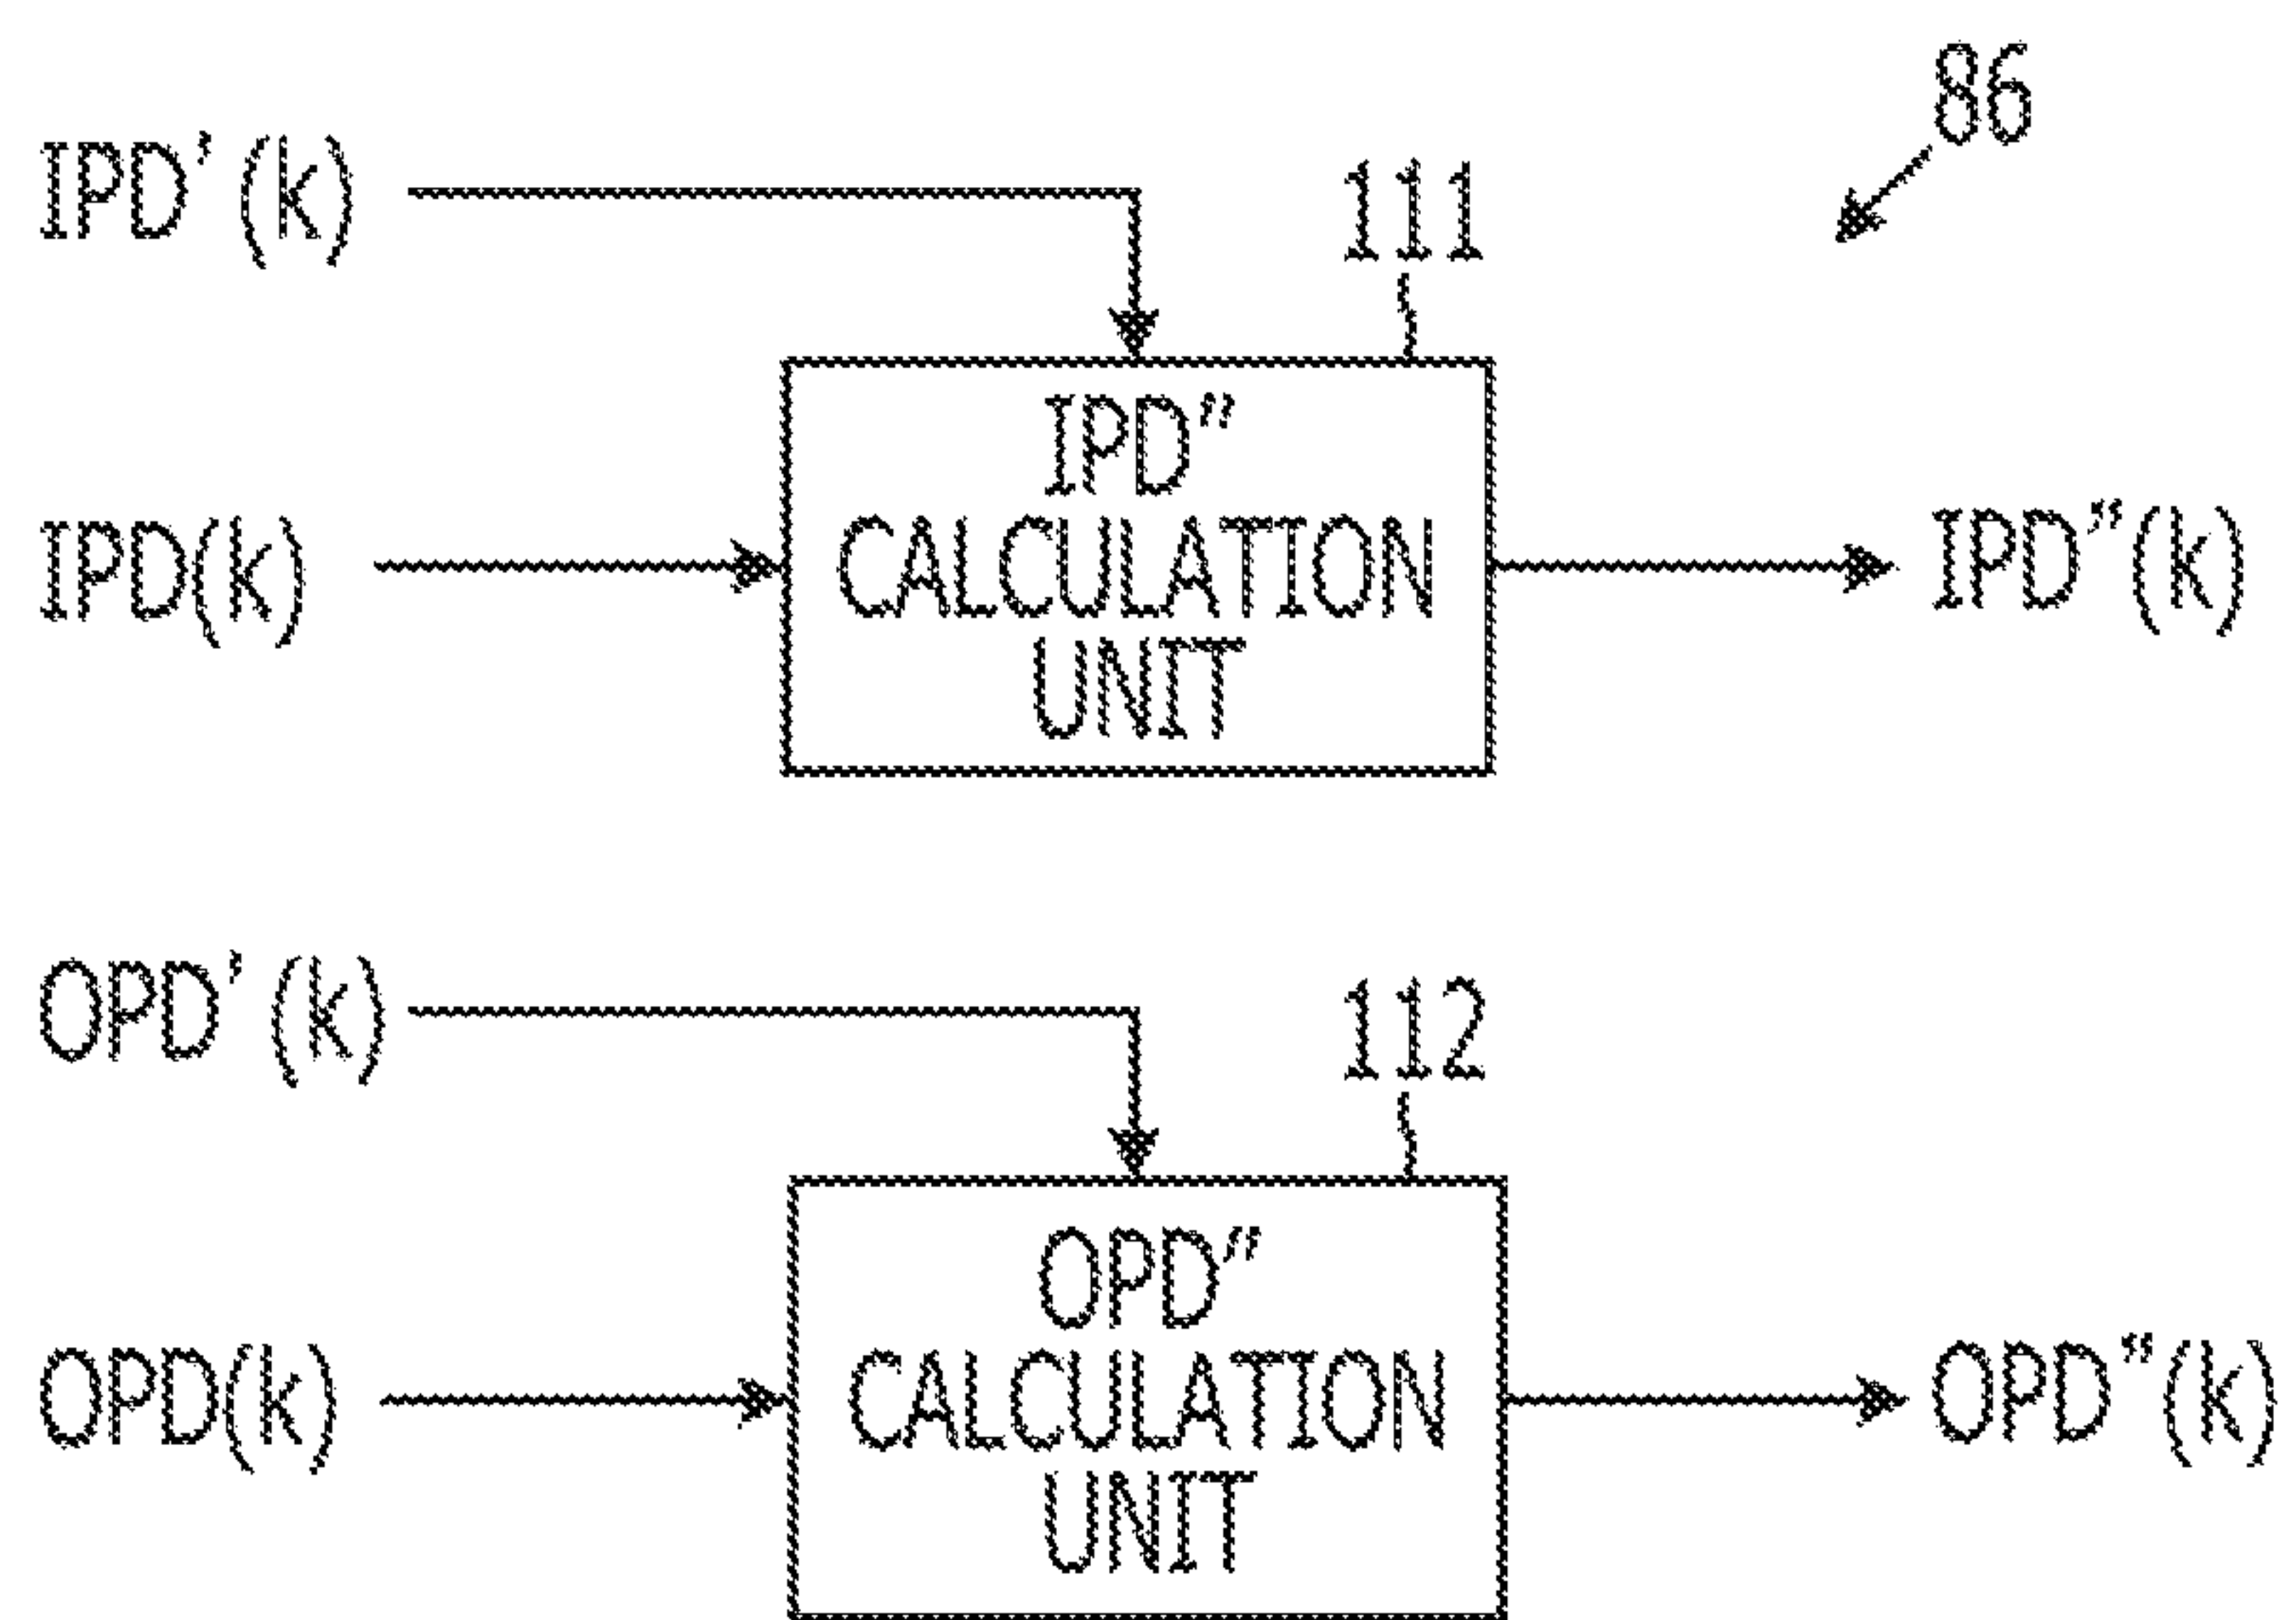 86
IPD'(k)
111
IPD"
CALCULATION
UNIT
IPD(k)
IPD"(k)
OPD'(k)
112
OPD"
CALCULATION
UNIT
OPD(k)
OPD"(k)